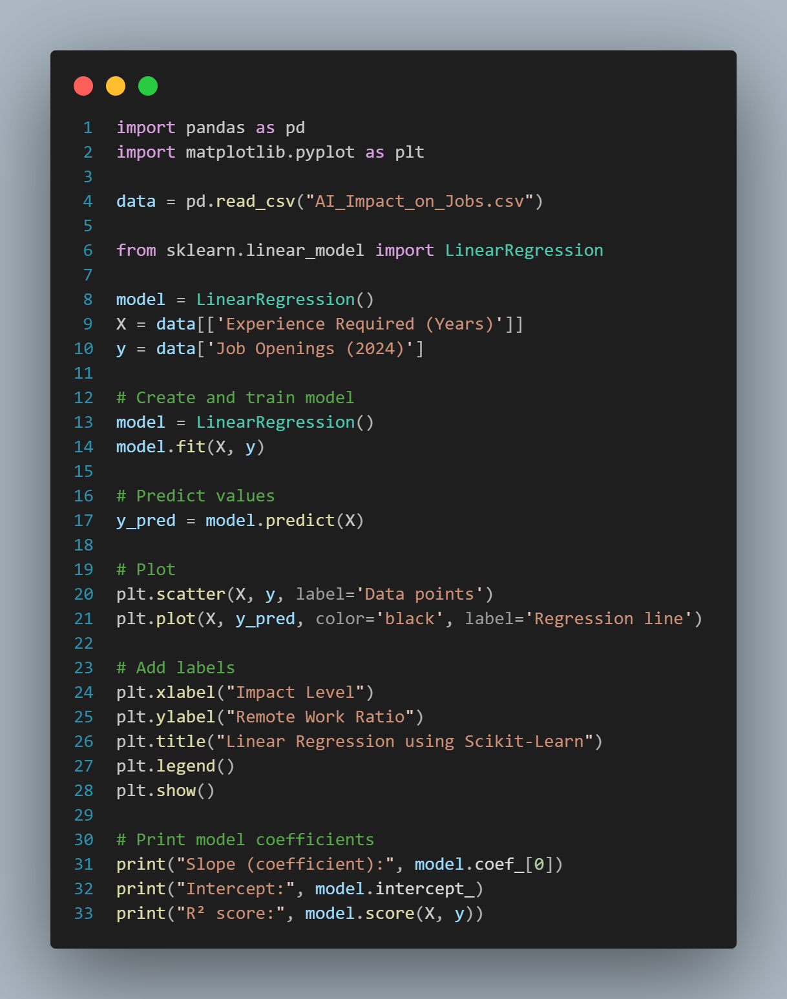 1 import pandas as pd
2 import matplotlib.pyplot as plt
3
4 data = pd.read_csv("AI_Impact_on_Jobs.csv")
5
6 from sklearn.linear_model import LinearRegression
7
8 model = LinearRegression()
9 X = data[['Experience Required (Years)']]
10 y = data['Job Openings (2024)']
11
12 # Create and train model
13 model = LinearRegression()
14 model.fit(X, y)
15
16 # Predict values
17 y_pred = model.predict(X)
18
19 # Plot
20 plt.scatter(X, y, label='Data points')
21 plt.plot(X, y_pred, color='black', label='Regression line')
22
23 # Add labels
24 plt.xlabel("Impact Level")
25 plt.ylabel("Remote Work Ratio")
26 plt.title("Linear Regression using Scikit-Learn")
27 plt.legend()
28 plt.show()
29
30 # Print model coefficients
31 print("Slope (coefficient):", model.coef_[0])
32 print("Intercept:", model.intercept_)
33 print("R² score:", model.score(X, y))